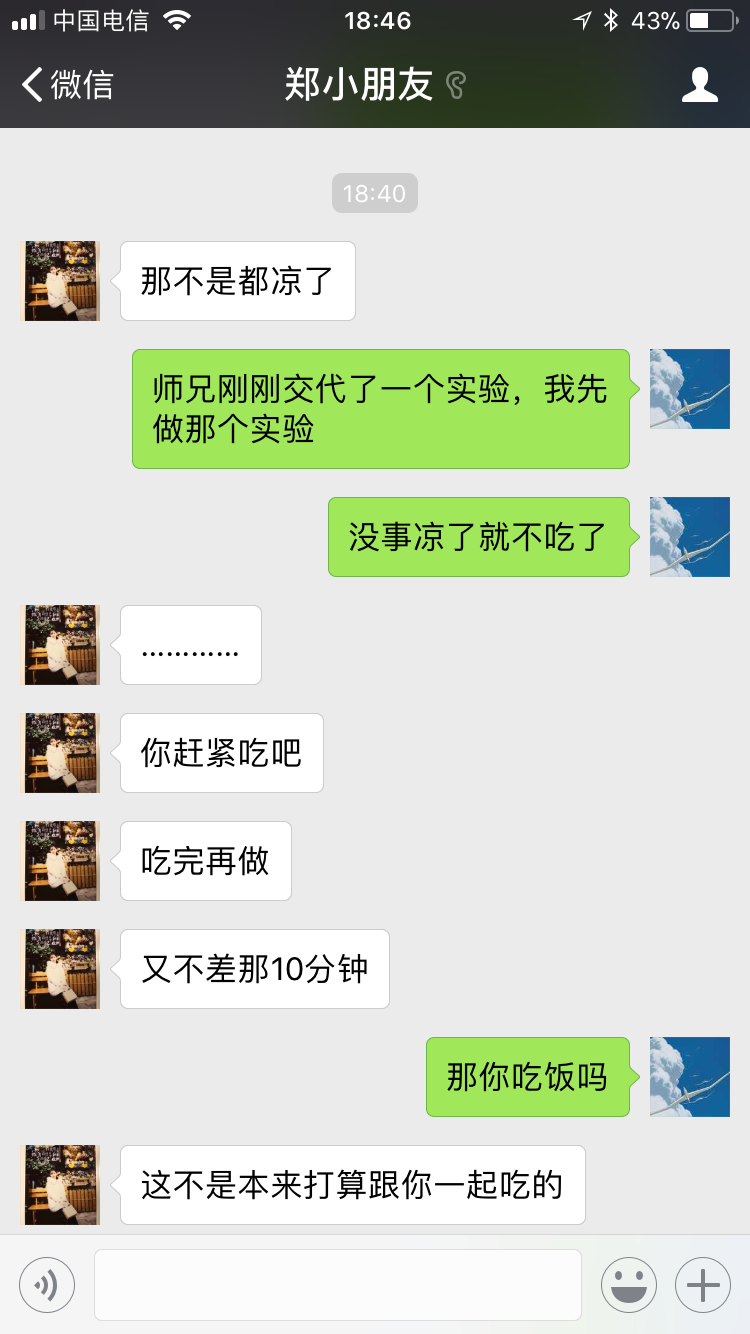 中国电信
18:46
43%
微信
郑小朋友
18:40
那不是都凉了
师兄刚刚交代了一个实验，我先
做那个实验
没事凉了就不吃了
…………
你赶紧吃吧
吃完再做
又不差那10分钟
那你吃饭吗
这不是本来打算跟你一起吃的